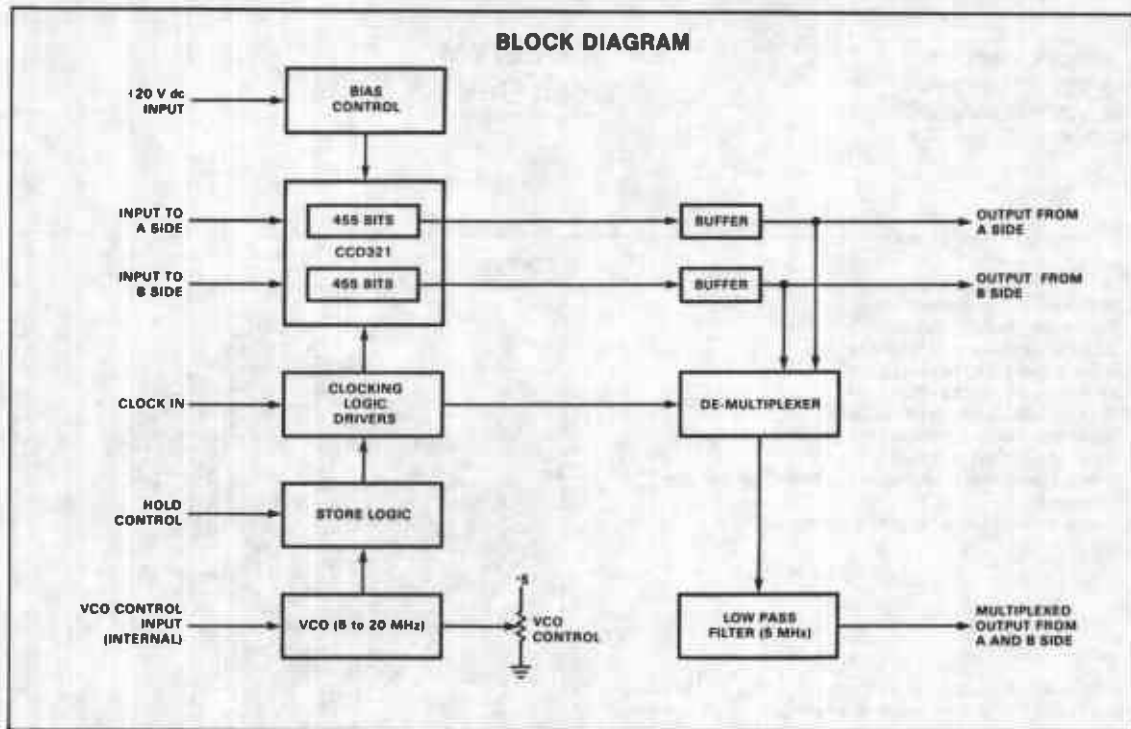 BLOCK DIAGRAM
+20 V dc
INPUT
BIAS
CONTROL
INPUT TO
A SIDE
455 BITS
BUFFER
OUTPUT FROM
A SIDE
CCD321
INPUT TO
B SIDE
455 BITS
BUFFER
OUTPUT FROM
B SIDE
CLOCK IN
CLOCKING
LOGIC
DRIVERS
DE-MULTIPLEXER
HOLD
CONTROL
STORE LOGIC
VCO CONTROL
INPUT
(INTERNAL)
VCO (5 to 20 MHz)
+5
VCO
CONTROL
LOW PASS
FILTER (5 MHz)
MULTIPLEXED
OUTPUT FROM
A AND B SIDE